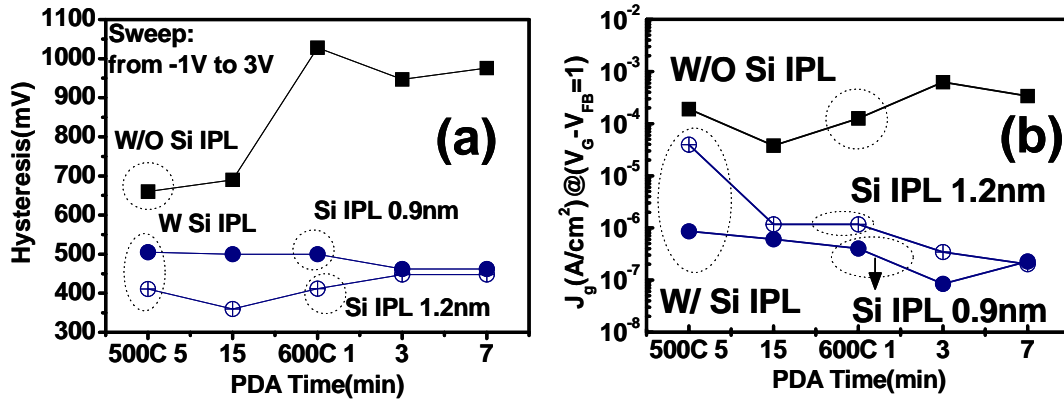 1100
1000
900
800
700
600
500
400
300
Hysteresis(mV)
Sweep:
from -1V to 3V
W/O Si IPL
(a)
W Si IPL
Si IPL 0.9nm
Si IPL 1.2nm
500C 5 15 600C 1 3 7
PDA Time(min)
10⁻²
10⁻³
10⁻⁴
10⁻⁵
10⁻⁶
10⁻⁷
10⁻⁸
J_g(A/cm²)@(V_G-V_FB=1)
W/O Si IPL
(b)
Si IPL 1.2nm
W/ Si IPL
Si IPL 0.9nm
500C 5 15 600C 1 3 7
PDA Time(min)